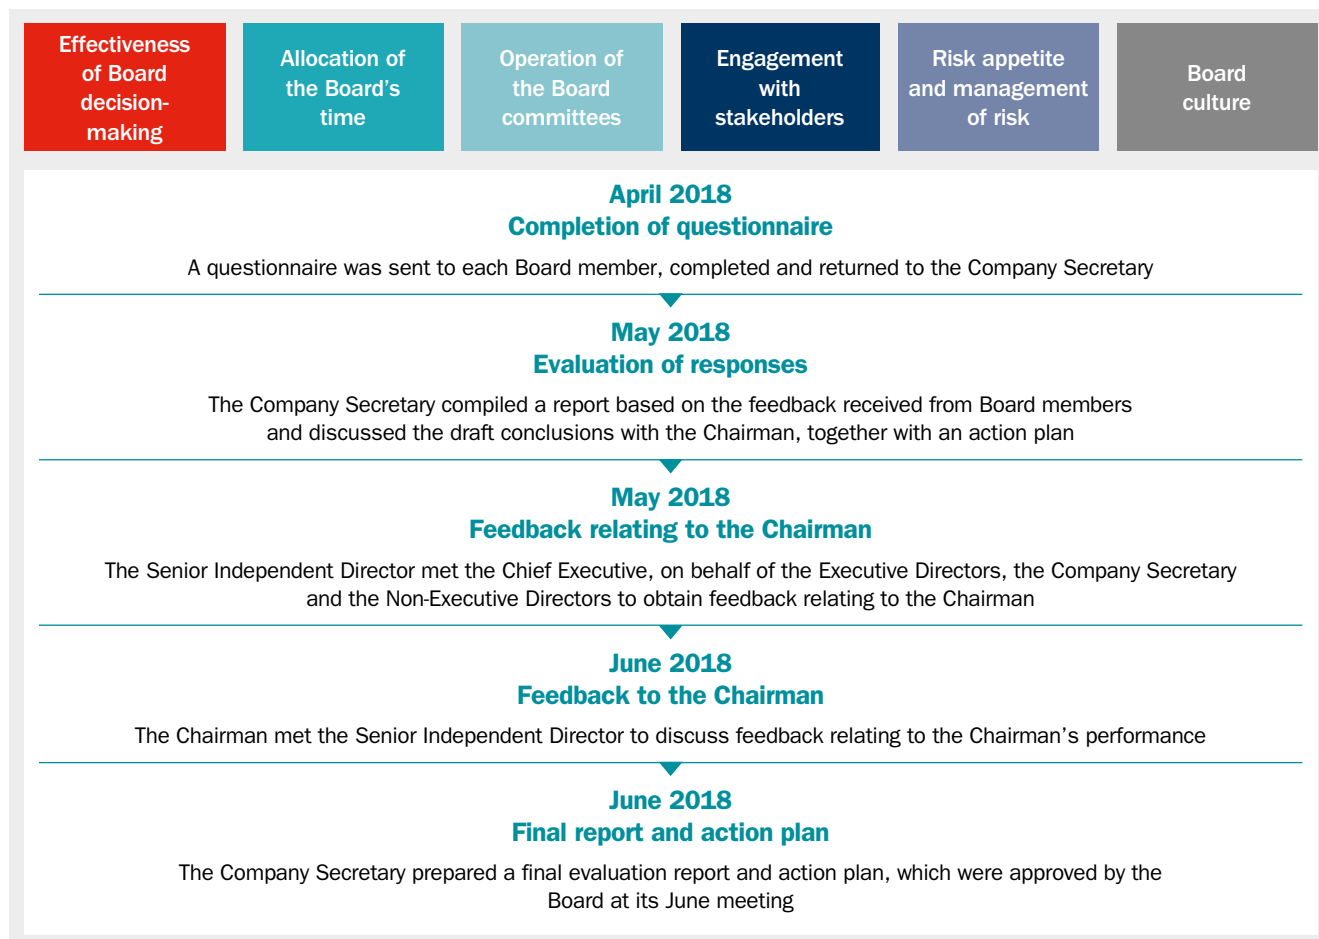 Effectiveness
of Board
decision-
making
Allocation of
the Board’s
time
Operation of
the Board
committees
Engagement
with
stakeholders
Risk appetite
and management
of risk
Board
culture
April 2018
Completion of questionnaire
A questionnaire was sent to each Board member, completed and returned to the Company Secretary
May 2018
Evaluation of responses
The Company Secretary compiled a report based on the feedback received from Board members
and discussed the draft conclusions with the Chairman, together with an action plan
May 2018
Feedback relating to the Chairman
The Senior Independent Director met the Chief Executive, on behalf of the Executive Directors, the Company Secretary
and the Non-Executive Directors to obtain feedback relating to the Chairman
June 2018
Feedback to the Chairman
The Chairman met the Senior Independent Director to discuss feedback relating to the Chairman’s performance
June 2018
Final report and action plan
The Company Secretary prepared a final evaluation report and action plan, which were approved by the
Board at its June meeting